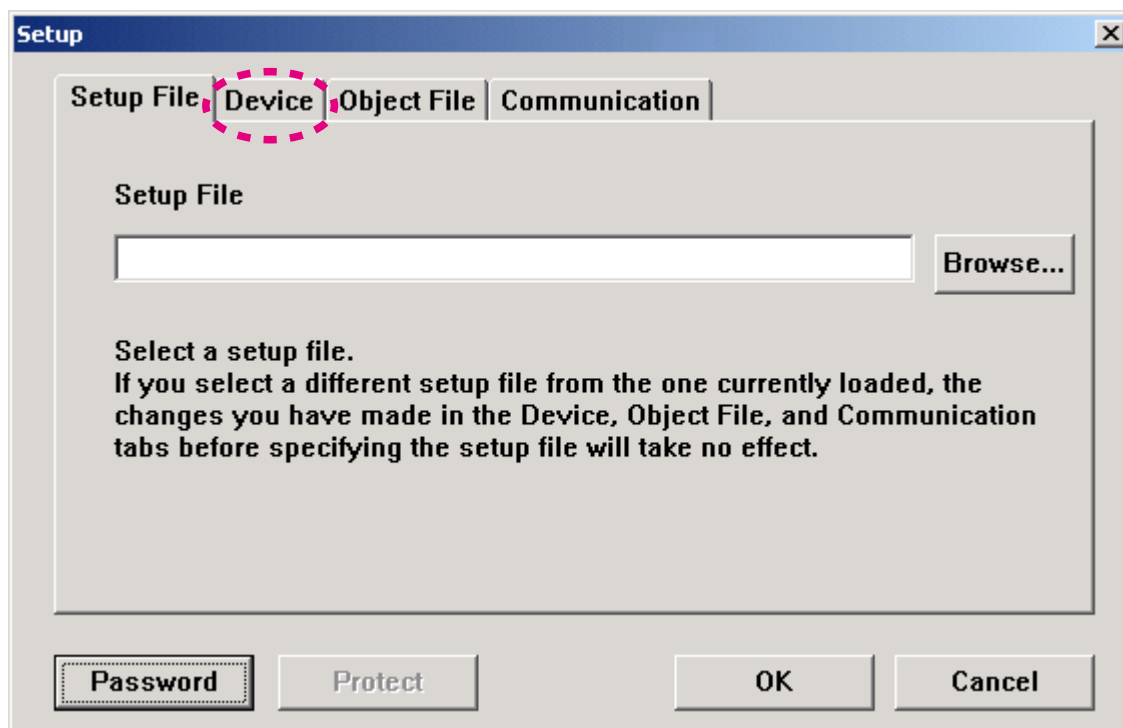 Setup
Setup File Device Object File Communication
Setup File
Browse...
Select a setup file.
If you select a different setup file from the one currently loaded, the
changes you have made in the Device, Object File, and Communication
tabs before specifying the setup file will take no effect.
Password Protect OK Cancel